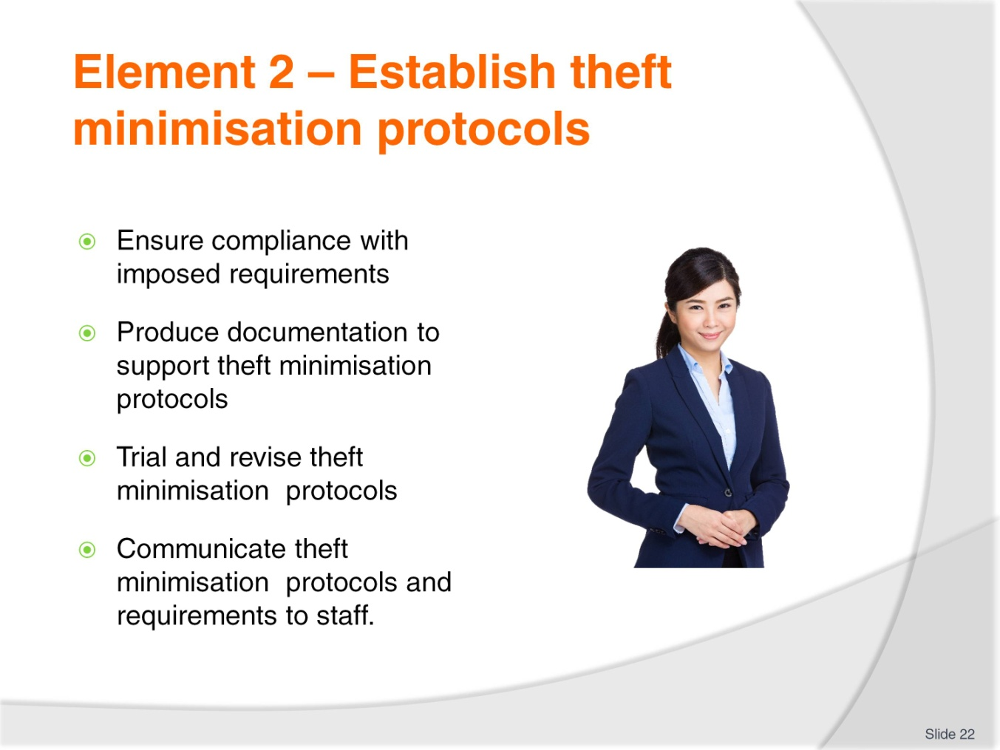 Element 2 – Establish theft
minimisation protocols
Ensure compliance with
imposed requirements
Produce documentation to
support theft minimisation
protocols
Trial and revise theft
minimisation  protocols
Communicate theft
minimisation  protocols and
requirements to staff.
Slide 22